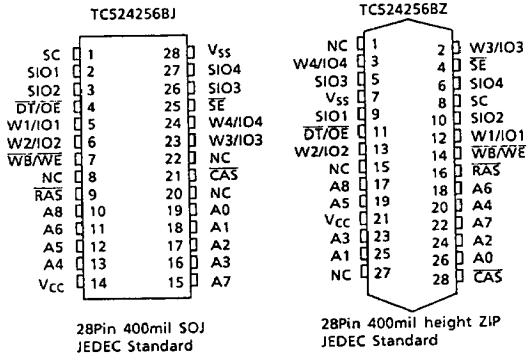 TCS24256BJ
SC 1 28 Vss
SIO1 2 27 SIO4
SIO2 3 26 SIO3
DT/OE 4 25 SE
W1/IO1 5 24 W4/IO4
W2/IO2 6 23 W3/IO3
WB/WE 7 22 NC
NC 8 21 CAS
RAS 9 20 NC
A8 10 19 A0
A6 11 18 A1
A5 12 17 A2
A4 13 16 A3
Vcc 14 15 A7
28Pin 400mil SOJ
JEDEC Standard
TCS24256BZ
NC 1
2 W3/IO3
W4/IO4 3
4 SE
SIO3 5
6 SIO4
Vss 7
8 SC
SIO1 9
10 SIO2
DT/OE 11
12 W1/IO1
W2/IO2 13
14 WB/WE
NC 15
16 RAS
A8 17
18 A6
A5 19
20 A4
Vcc 21
22 A7
A3 23
24 A2
A1 25
26 A0
NC 27
28 CAS
28Pin 400mil height ZIP
JEDEC Standard